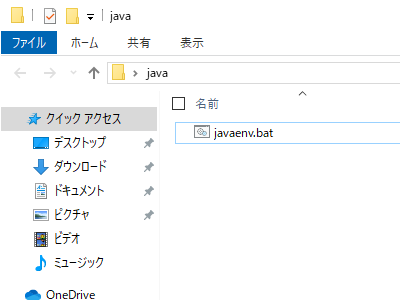 java
ファイル ホーム 共有 表示
java
名前
クイック アクセス
javaenv.bat
デスクトップ
ダウンロード
ドキュメント
ピクチャ
ビデオ
ミュージック
OneDrive